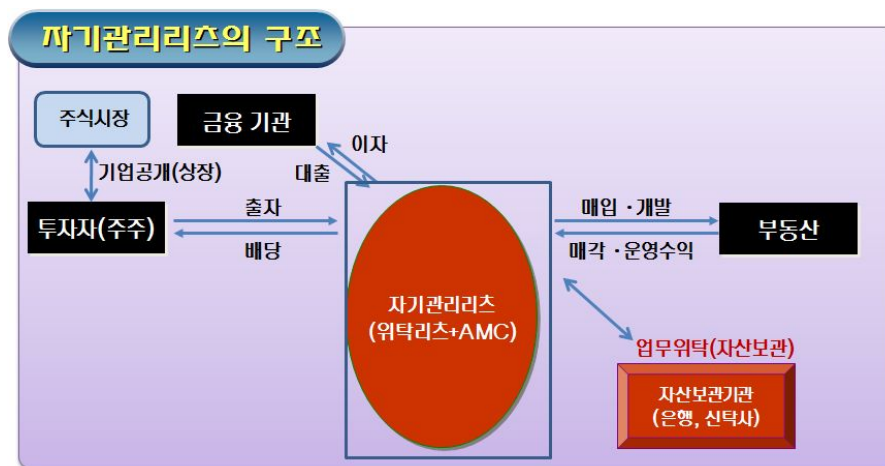 자기관리리츠의 구조
주식시장
금융 기관
이자
기업공개(상장)
대출
투자자(주주)
출자
배당
매입 · 개발
매각 · 운영수익
부동산
자기관리리츠
(위탁리츠+AMC)
업무위탁(자산보관)
자산보관기관
(은행, 신탁사)